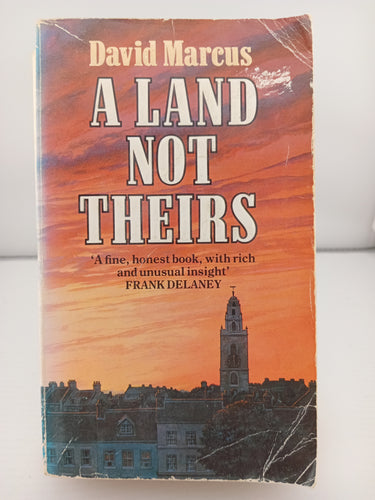 David Marcus
A LAND
NOT
THEIRS
'A fine, honest book, with rich
and unusual insight'
FRANK DELANEY